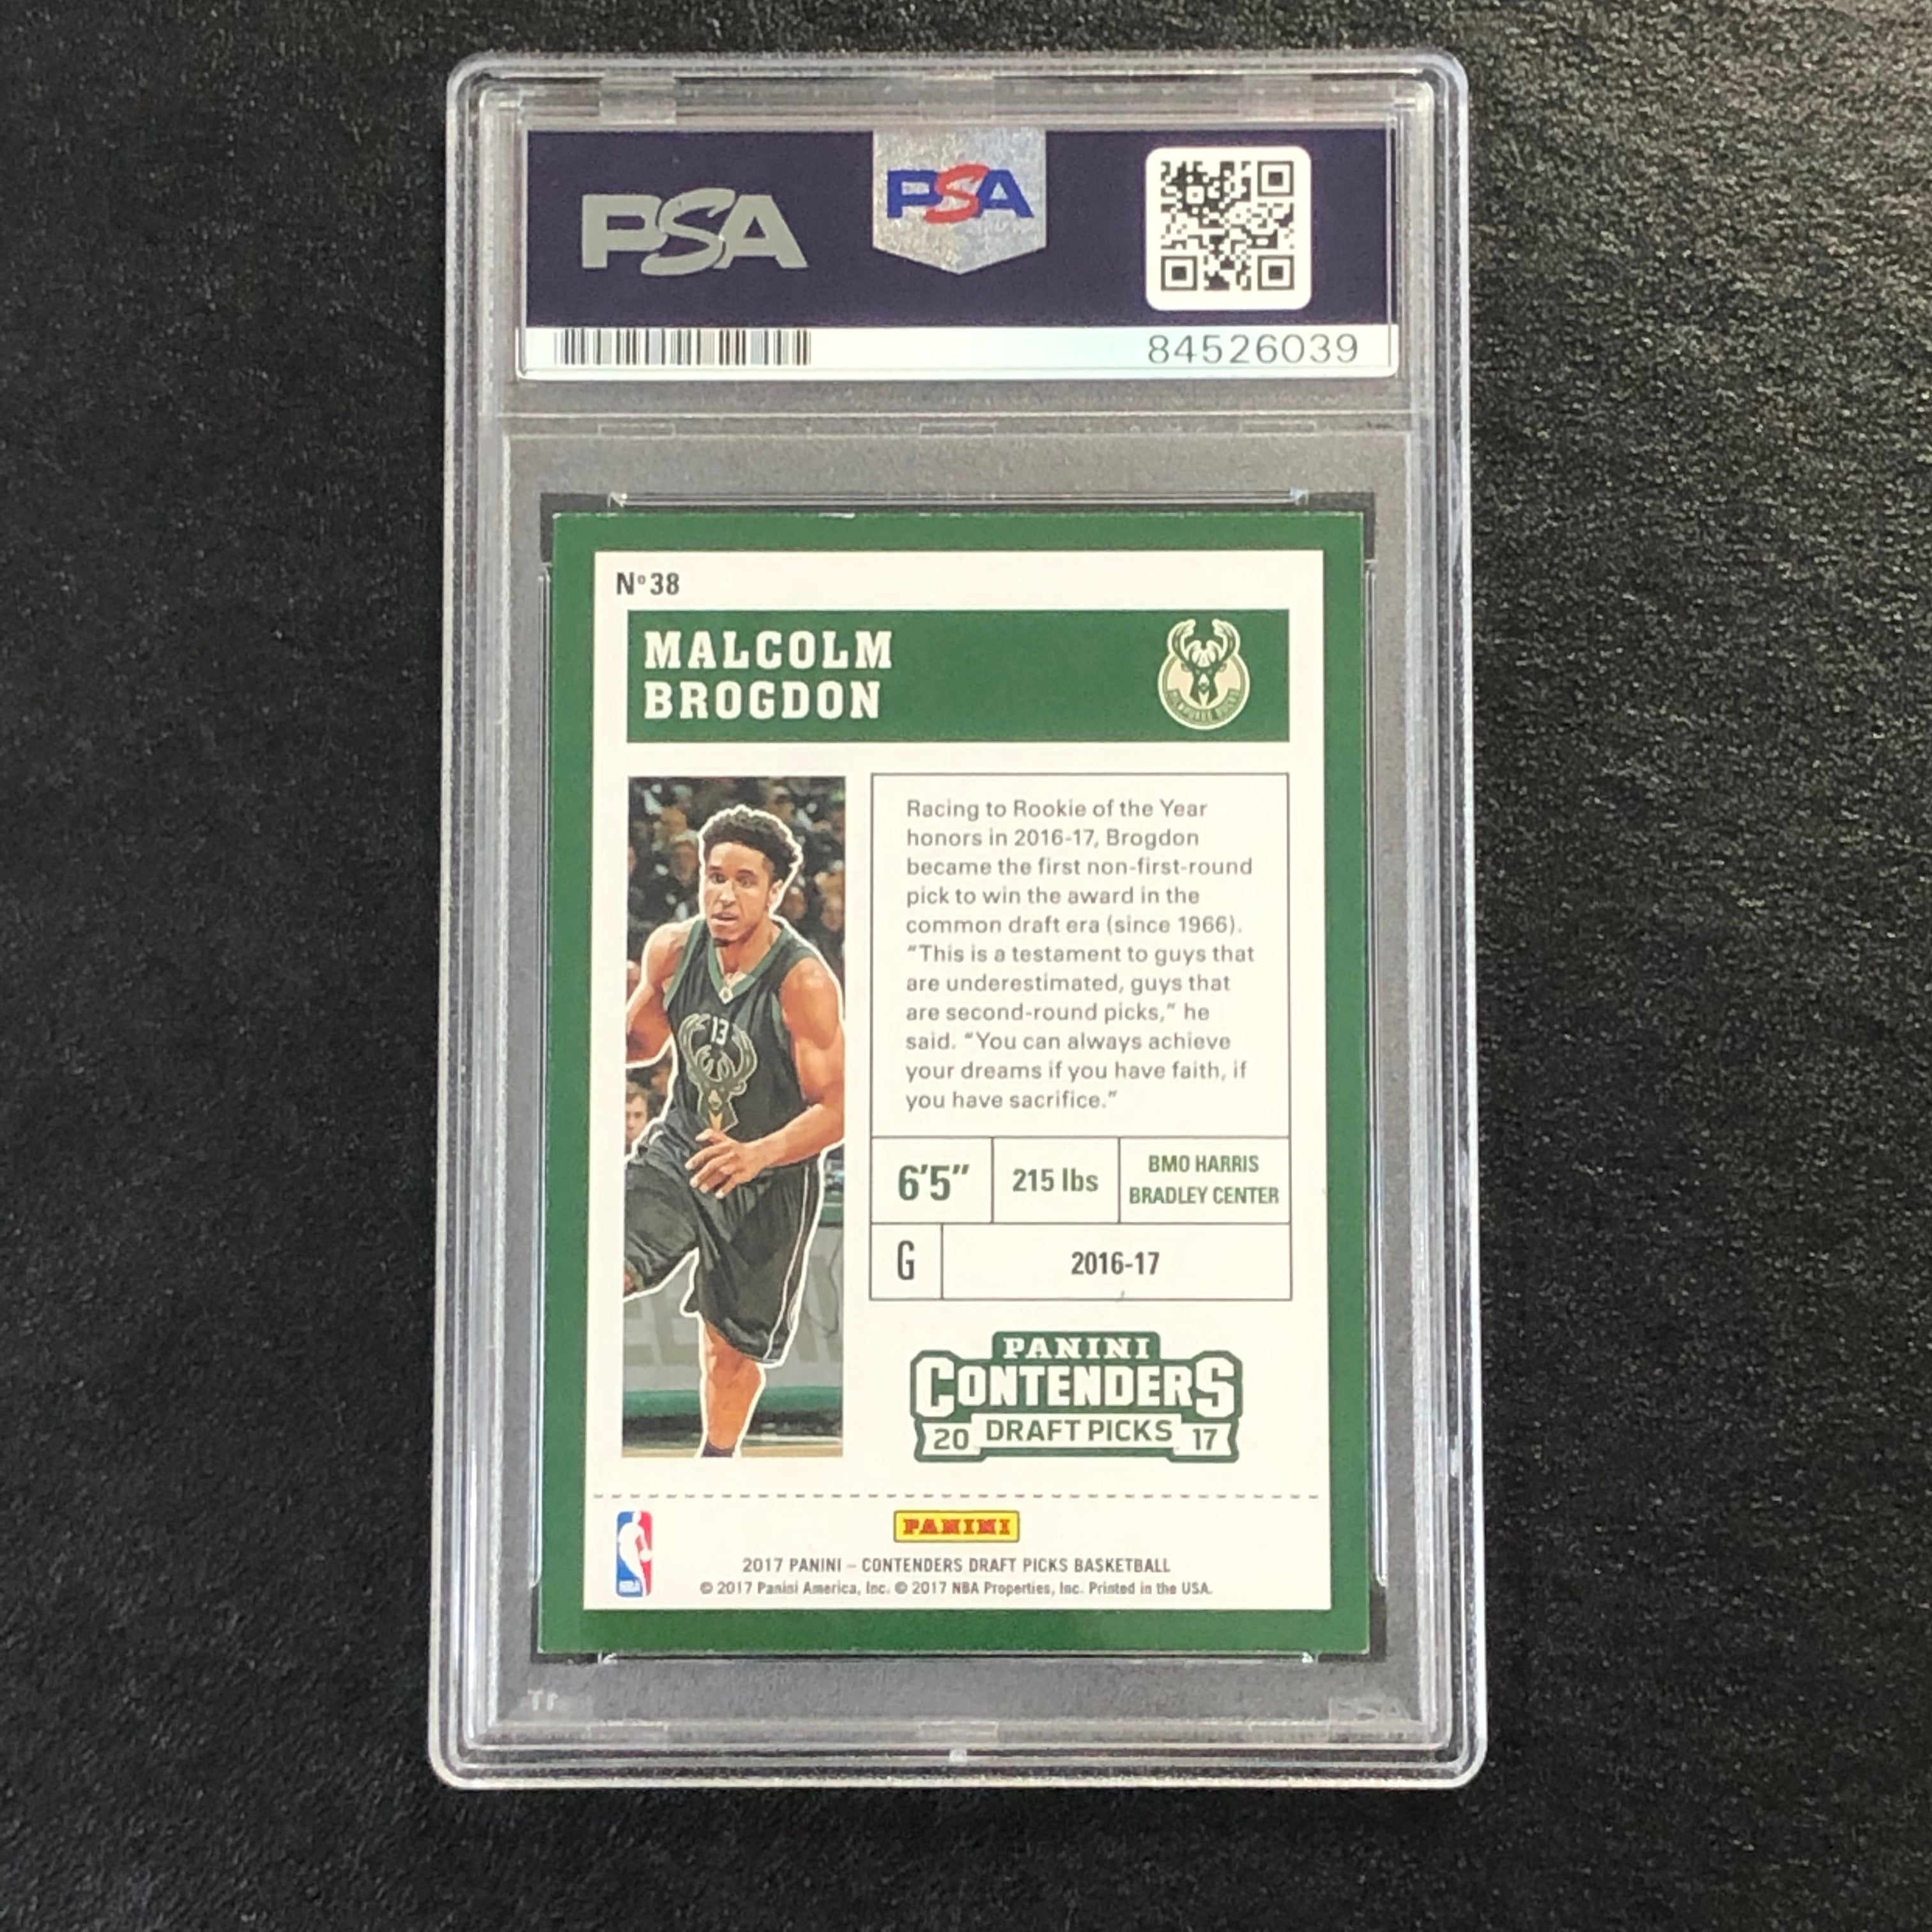 PSA
PSA
84526039
Nº38
MALCOLM
BROGDON
Racing to Rookie of the Year
honors in 2016-17, Brogdon
became the first non-first-round
pick to win the award in the
common draft era (since 1966).
“This is a testament to guys that
are underestimated, guys that
are second-round picks,” he
said. “You can always achieve
your dreams if you have faith, if
you have sacrifice.”
13
6’5”
215 lbs
BMO HARRIS
BRADLEY CENTER
G
2016-17
PANINI
CONTENDERS
20 DRAFT PICKS 17
NBA
PANINI
2017 PANINI – CONTENDERS DRAFT PICKS BASKETBALL
© 2017 Panini America, Inc. © 2017 NBA Properties, Inc. Printed in the USA.
PSA